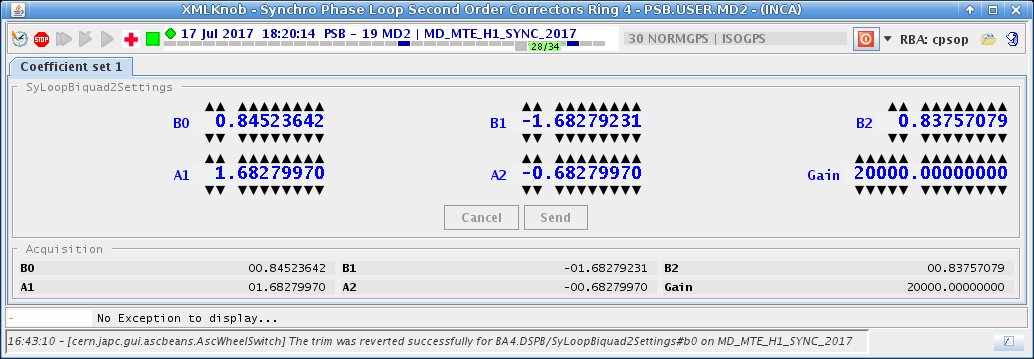 XMLKnob - Synchro Phase Loop Second Order Correctors Ring 4 - PSB.USER.MD2 - (INCA)
STOP 17 Jul 2017 18:20:14 PSB - 19 MD2 | MD_MTE_H1_SYNC_2017 30 NORMGPS | ISOGPS RBA: cpsop
28/34
Coefficient set 1
SyLoopBiquad2Settings
B0 0.84523642 B1 -1.68279231 B2 0.83757079
A1 1.68279970 A2 -0.68279970 Gain 20000.00000000
Cancel Send
Acquisition
B0 00.84523642 B1 -01.68279231 B2 00.83757079
A1 01.68279970 A2 -00.68279970 Gain 20000.00000000
- No Exception to display...
16:43:10 - [cern.japc.gui.ascbeans.AscWheelSwitch] The trim was reverted successfully for BA4.DSPB/SyLoopBiquad2Settings#b0 on MD_MTE_H1_SYNC_2017